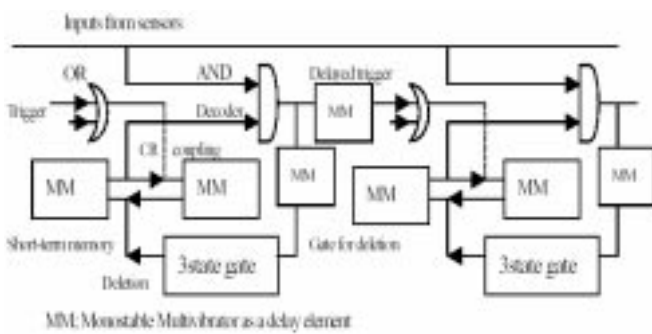 Inputs from sensors
OR
AND
Delayed trigger
Trigger
Decoder
MM
CR coupling
MM
MM
MM
MM
MM
MM
Short-term memory
3state gate
Gate for deletion
3state gate
Deletion
MM: Monostable Multivibrator as a delay element